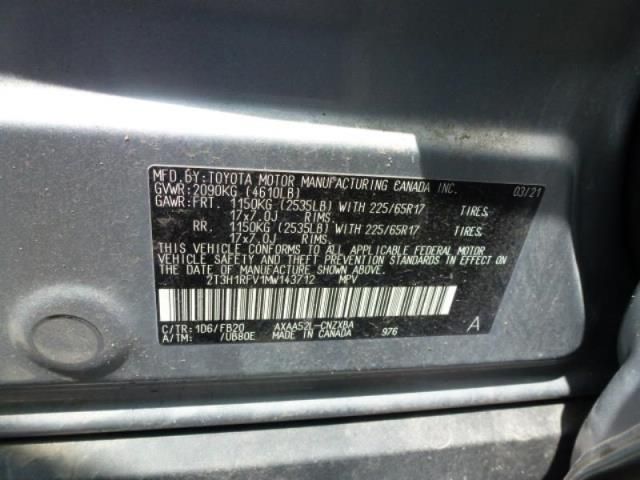 MFD. BY: TOYOTA MOTOR MANUFACTURING CANADA INC. 03/21
GVWR: 2090KG (4610LB)
GAWR: FRT. 1150KG (2535LB) WITH 225/65R17 TIRES,
17x7.0J RIMS,
RR. 1150KG (2535LB) WITH 225/65R17 TIRES,
17x7.0J RIMS.
THIS VEHICLE CONFORMS TO ALL APPLICABLE FEDERAL MOTOR
VEHICLE SAFETY AND THEFT PREVENTION STANDARDS IN EFFECT
ON THE DATE OF MANUFACTURE SHOWN ABOVE.
2T3H1RFV1MW143712 MPV
C/TR: 1D6/FB20 AXAA52L-CNZXBA A
A/TM: /UB80E MADE IN CANADA 976